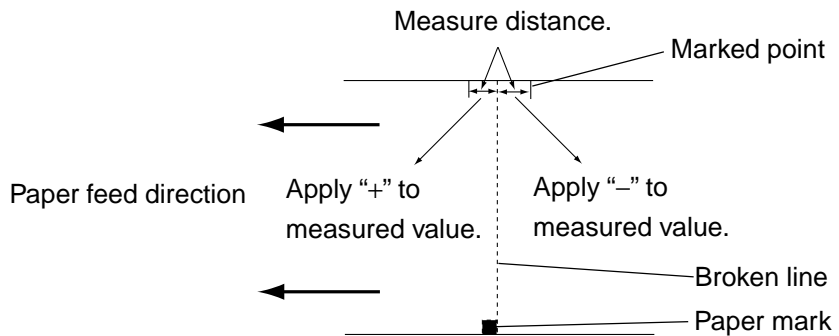 Measure distance.
Marked point
Paper feed direction
Apply “+” to
measured value.
Apply “–” to
measured value.
Broken line
Paper mark